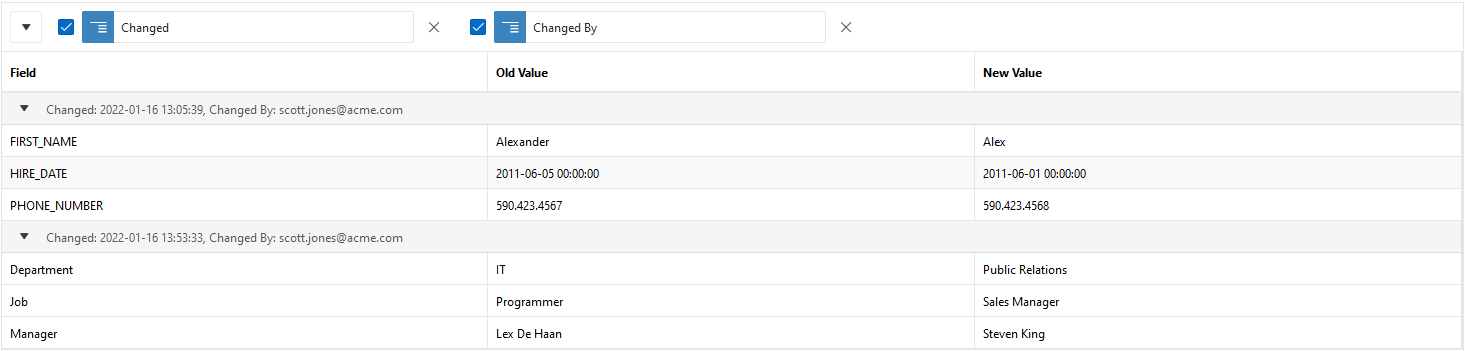 Changed Changed By
Field Old Value New Value
Changed: 2022-01-16 13:05:39, Changed By: scott.jones@acme.com
FIRST_NAME Alexander Alex
HIRE_DATE 2011-06-05 00:00:00 2011-06-01 00:00:00
PHONE_NUMBER 590.423.4567 590.423.4568
Changed: 2022-01-16 13:53:33, Changed By: scott.jones@acme.com
Department IT Public Relations
Job Programmer Sales Manager
Manager Lex De Haan Steven King